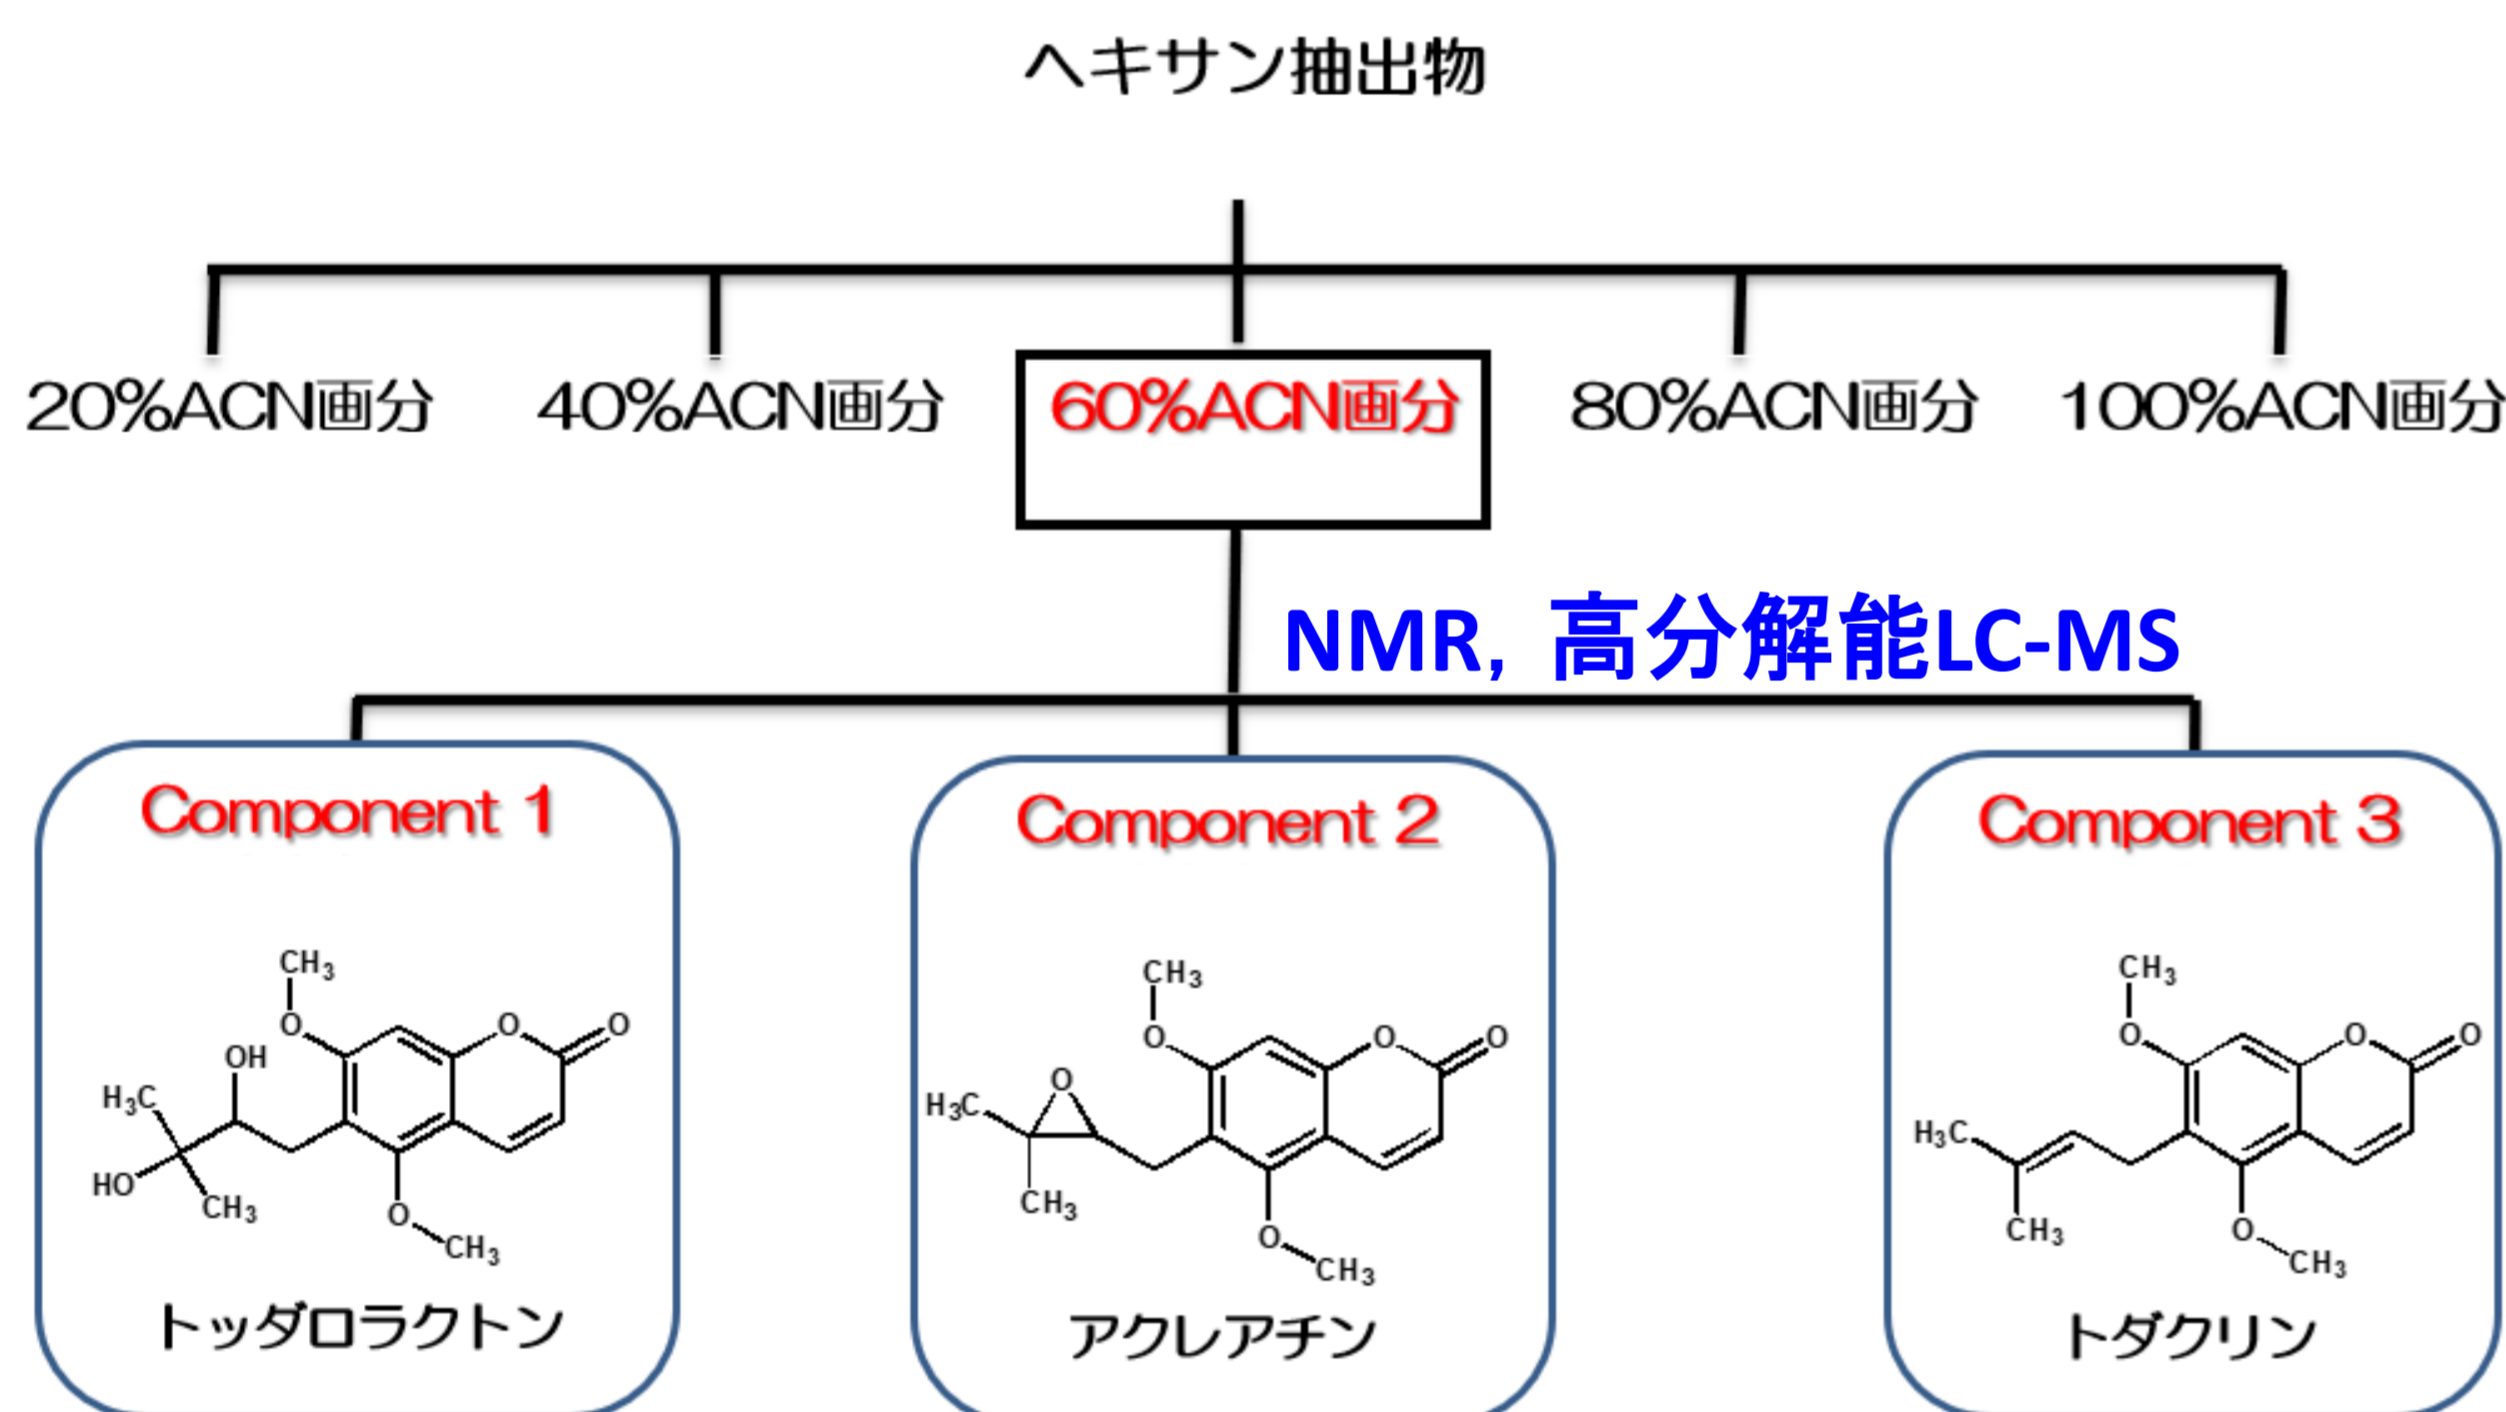 ヘキサン抽出物
20%ACN画分
40%ACN画分
60%ACN画分
80%ACN画分
100%ACN画分
NMR, 高分解能LC-MS
Component 1
CH3
O
O
O
OH
H3C
HO
CH3
O
CH3
トッダロラクトン
Component 2
CH3
O
O
O
O
H3C
CH3
O
CH3
アクレアチン
Component 3
CH3
O
O
O
H3C
CH3
O
CH3
トダクリン